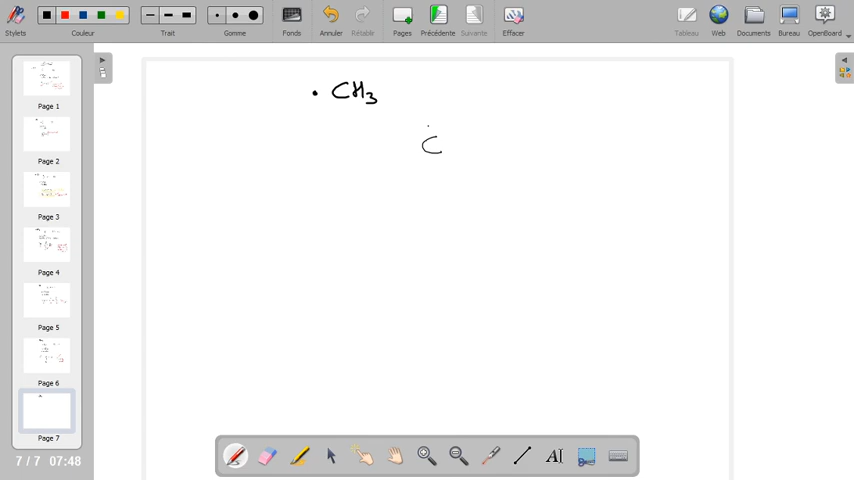 Stylets
Couleur
Trait
Gomme
Fonds
Annuler
Rétablir
Pages
Précédente
Suivante
Effacer
Tableau
Web
Documents
Bureau
OpenBoard
Page 1
Page 2
Page 3
Page 4
Page 5
Page 6
Page 7
7 / 7 07:48
• CH₃
C
AI